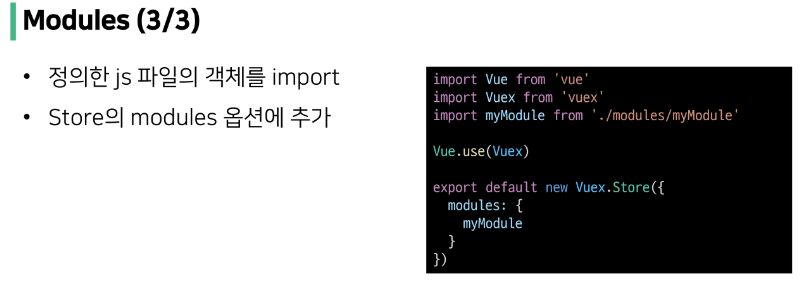 Modules (3/3)
• 정의한 js 파일의 객체를 import
• Store의 modules 옵션에 추가
import Vue from 'vue'
import Vuex from 'vuex'
import myModule from './modules/myModule'

Vue.use(Vuex)

export default new Vuex.Store({
  modules: {
    myModule
  }
})